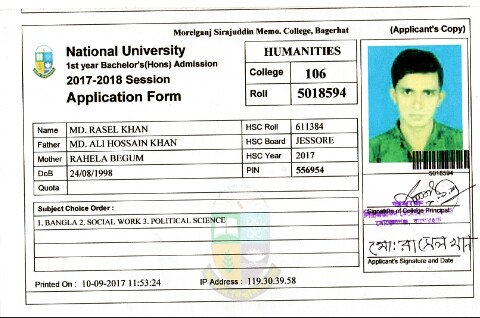 Morelganj Sirajuddin Memo. College, Bagerhat
(Applicant's Copy)
National University
1st year Bachelor's(Hons) Admission
2017-2018 Session
Application Form
HUMANITIES
College 106
Roll 5018594
Name MD. RASEL KHAN
Father MD. ALI HOSSAIN KHAN
Mother RAHELA BEGUM
DoB 24/08/1998
Quota
HSC Roll 611384
HSC Board JESSORE
HSC Year 2017
PIN 556954
5018594
Signature of College Principal
Subject Choice Order :
1. BANGLA 2. SOCIAL WORK 3. POLITICAL SCIENCE
মোঃ রাসেল খান
Applicant's Signature and Date
Printed On : 10-09-2017 11:53:24
IP Address : 119.30.39.58